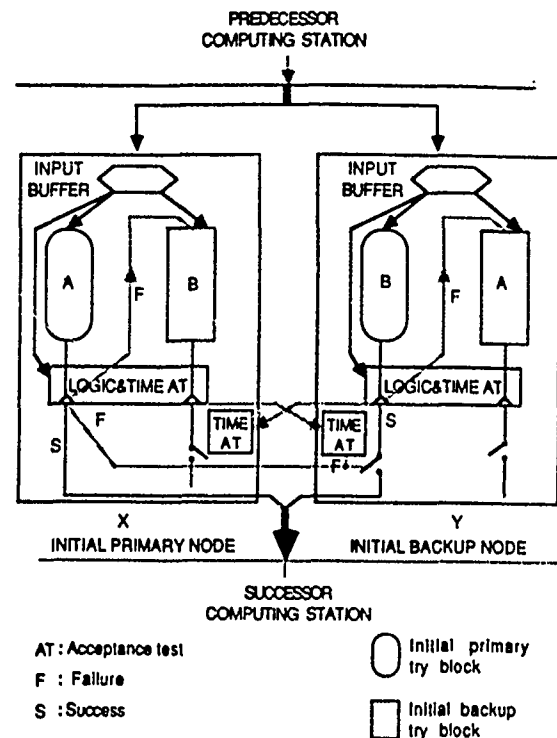 PREDECESSOR
COMPUTING STATION
INPUT
BUFFER
INPUT
BUFFER
A
B
F
B
A
F
LOGIC&TIME AT
LOGIC&TIME AT
F
S
TIME
AT
TIME
AT
S
F
X
Y
INITIAL PRIMARY NODE
INITIAL BACKUP NODE
SUCCESSOR
COMPUTING STATION
AT : Acceptance test
F : Failure
S : Success
Initial primary
try block
Initial backup
try block